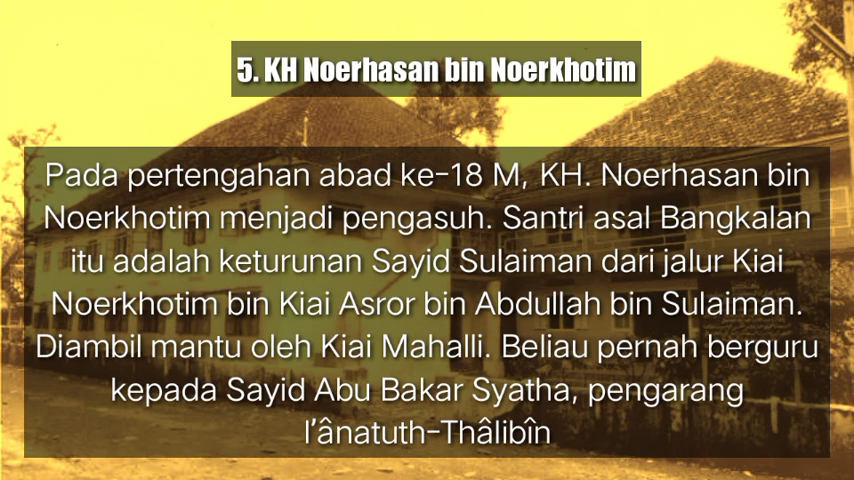 5. KH Noerhasan bin Noerkhotim
Pada pertengahan abad ke-18 M, KH. Noerhasan bin
Noerkhotim menjadi pengasuh. Santri asal Bangkalan
itu adalah keturunan Sayid Sulaiman dari jalur Kiai
Noerkhotim bin Kiai Asror bin Abdullah bin Sulaiman.
Diambil mantu oleh Kiai Mahalli. Beliau pernah berguru
kepada Sayid Abu Bakar Syatha, pengarang
I’ânatuth-Thâlibîn